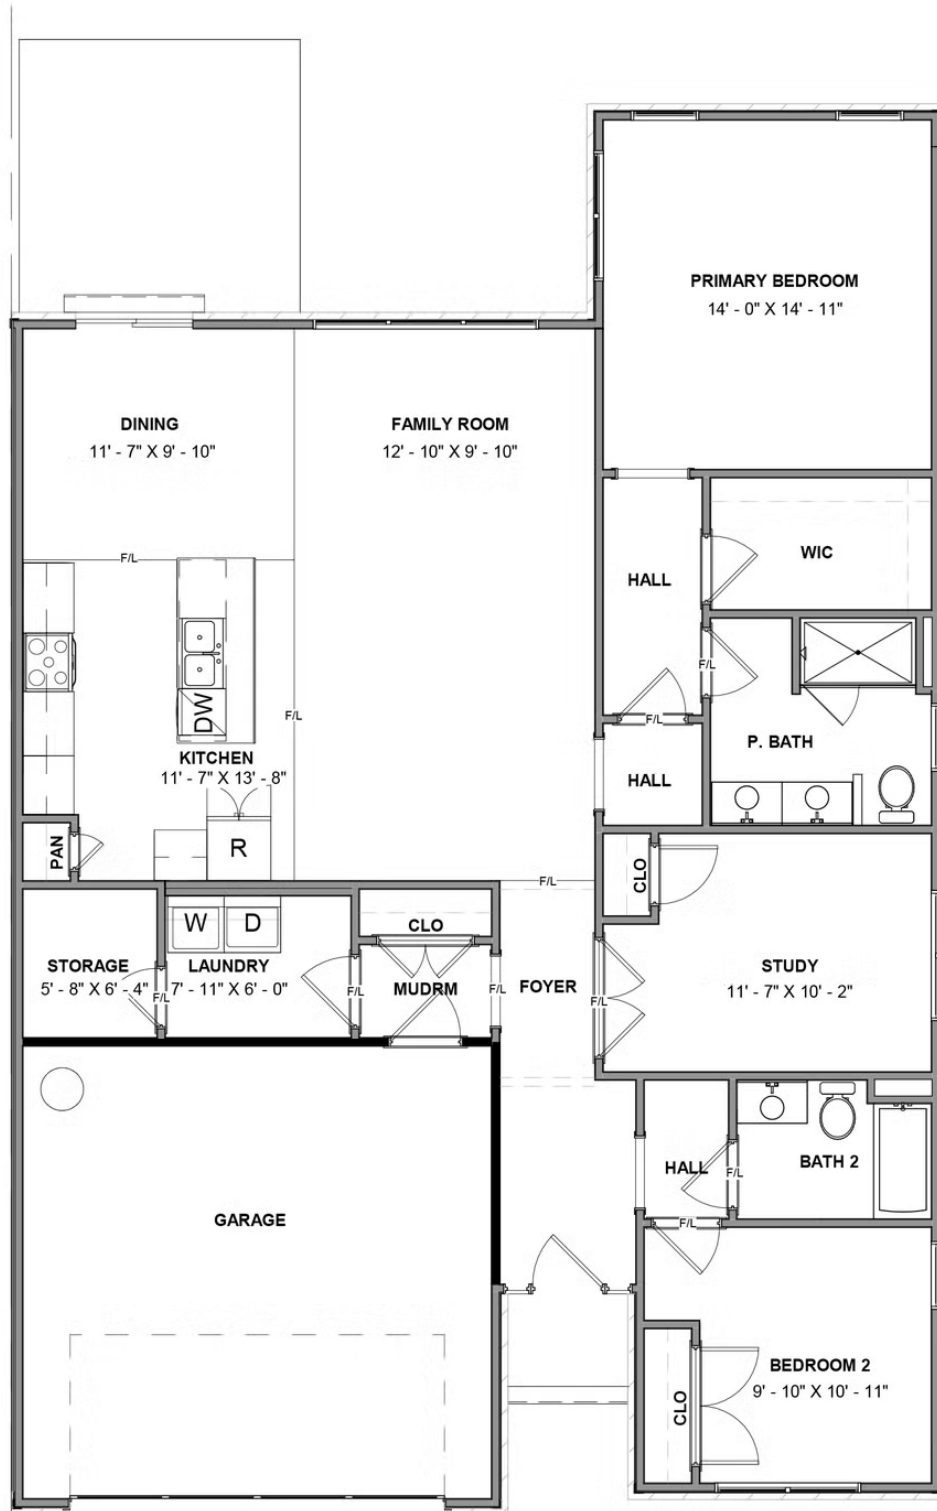 PRIMARY BEDROOM
14' - 0" X 14' - 11"
DINING
11' - 7" X 9' - 10"
FAMILY ROOM
12' - 10" X 9' - 10"
F/L
HALL
WIC
F/L
DW
F/L
F/L
KITCHEN
11' - 7" X 13' - 8"
P. BATH
HALL
PAN
R
CLO
F/L
W
D
CLO
STORAGE
5' - 8" X 6' - 4"
F/L
LAUNDRY
7' - 11" X 6' - 0"
F/L
MUDRM
F/L
FOYER
F/L
STUDY
11' - 7" X 10' - 2"
HALL
F/L
BATH 2
F/L
GARAGE
BEDROOM 2
9' - 10" X 10' - 11"
CLO